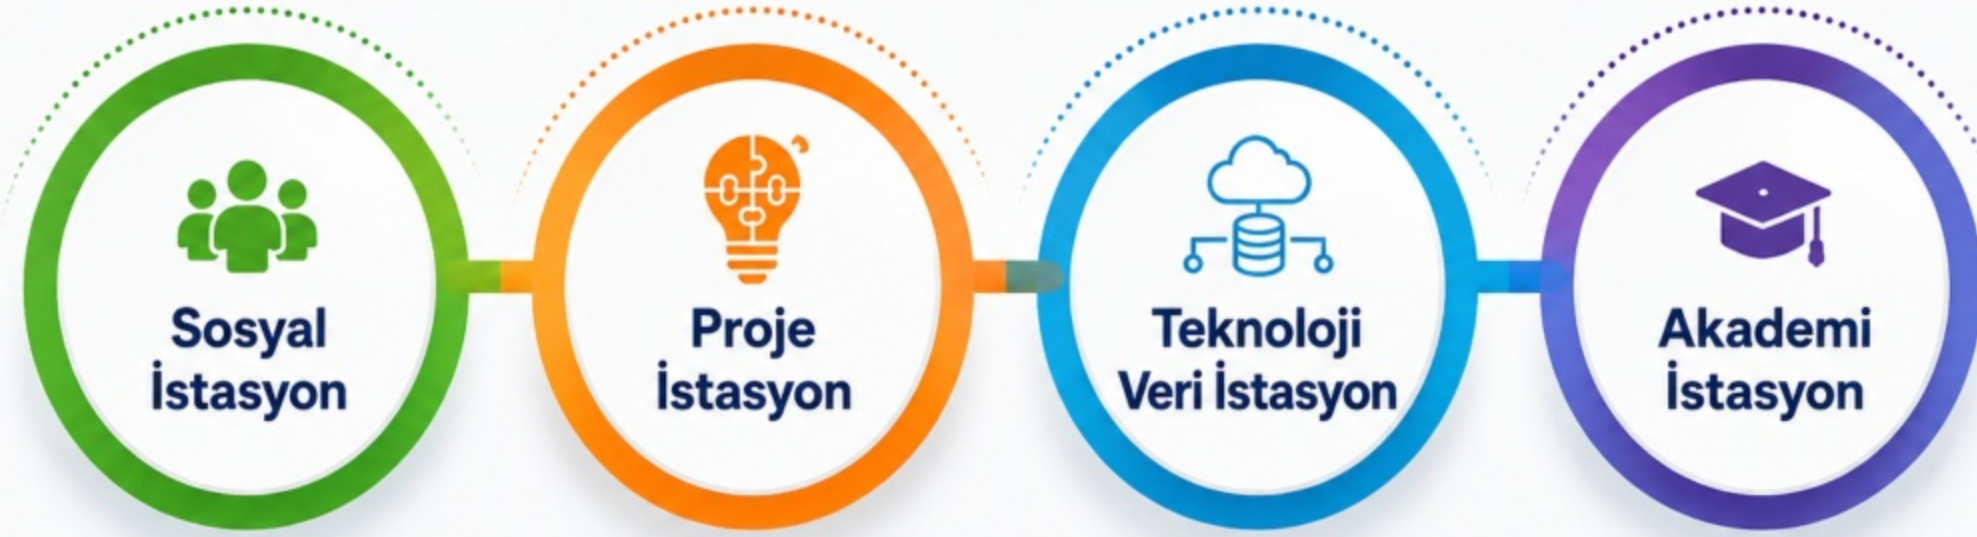 Sosyal
İstasyon
Proje
İstasyon
Teknoloji
Veri İstasyon
Akademi
İstasyon